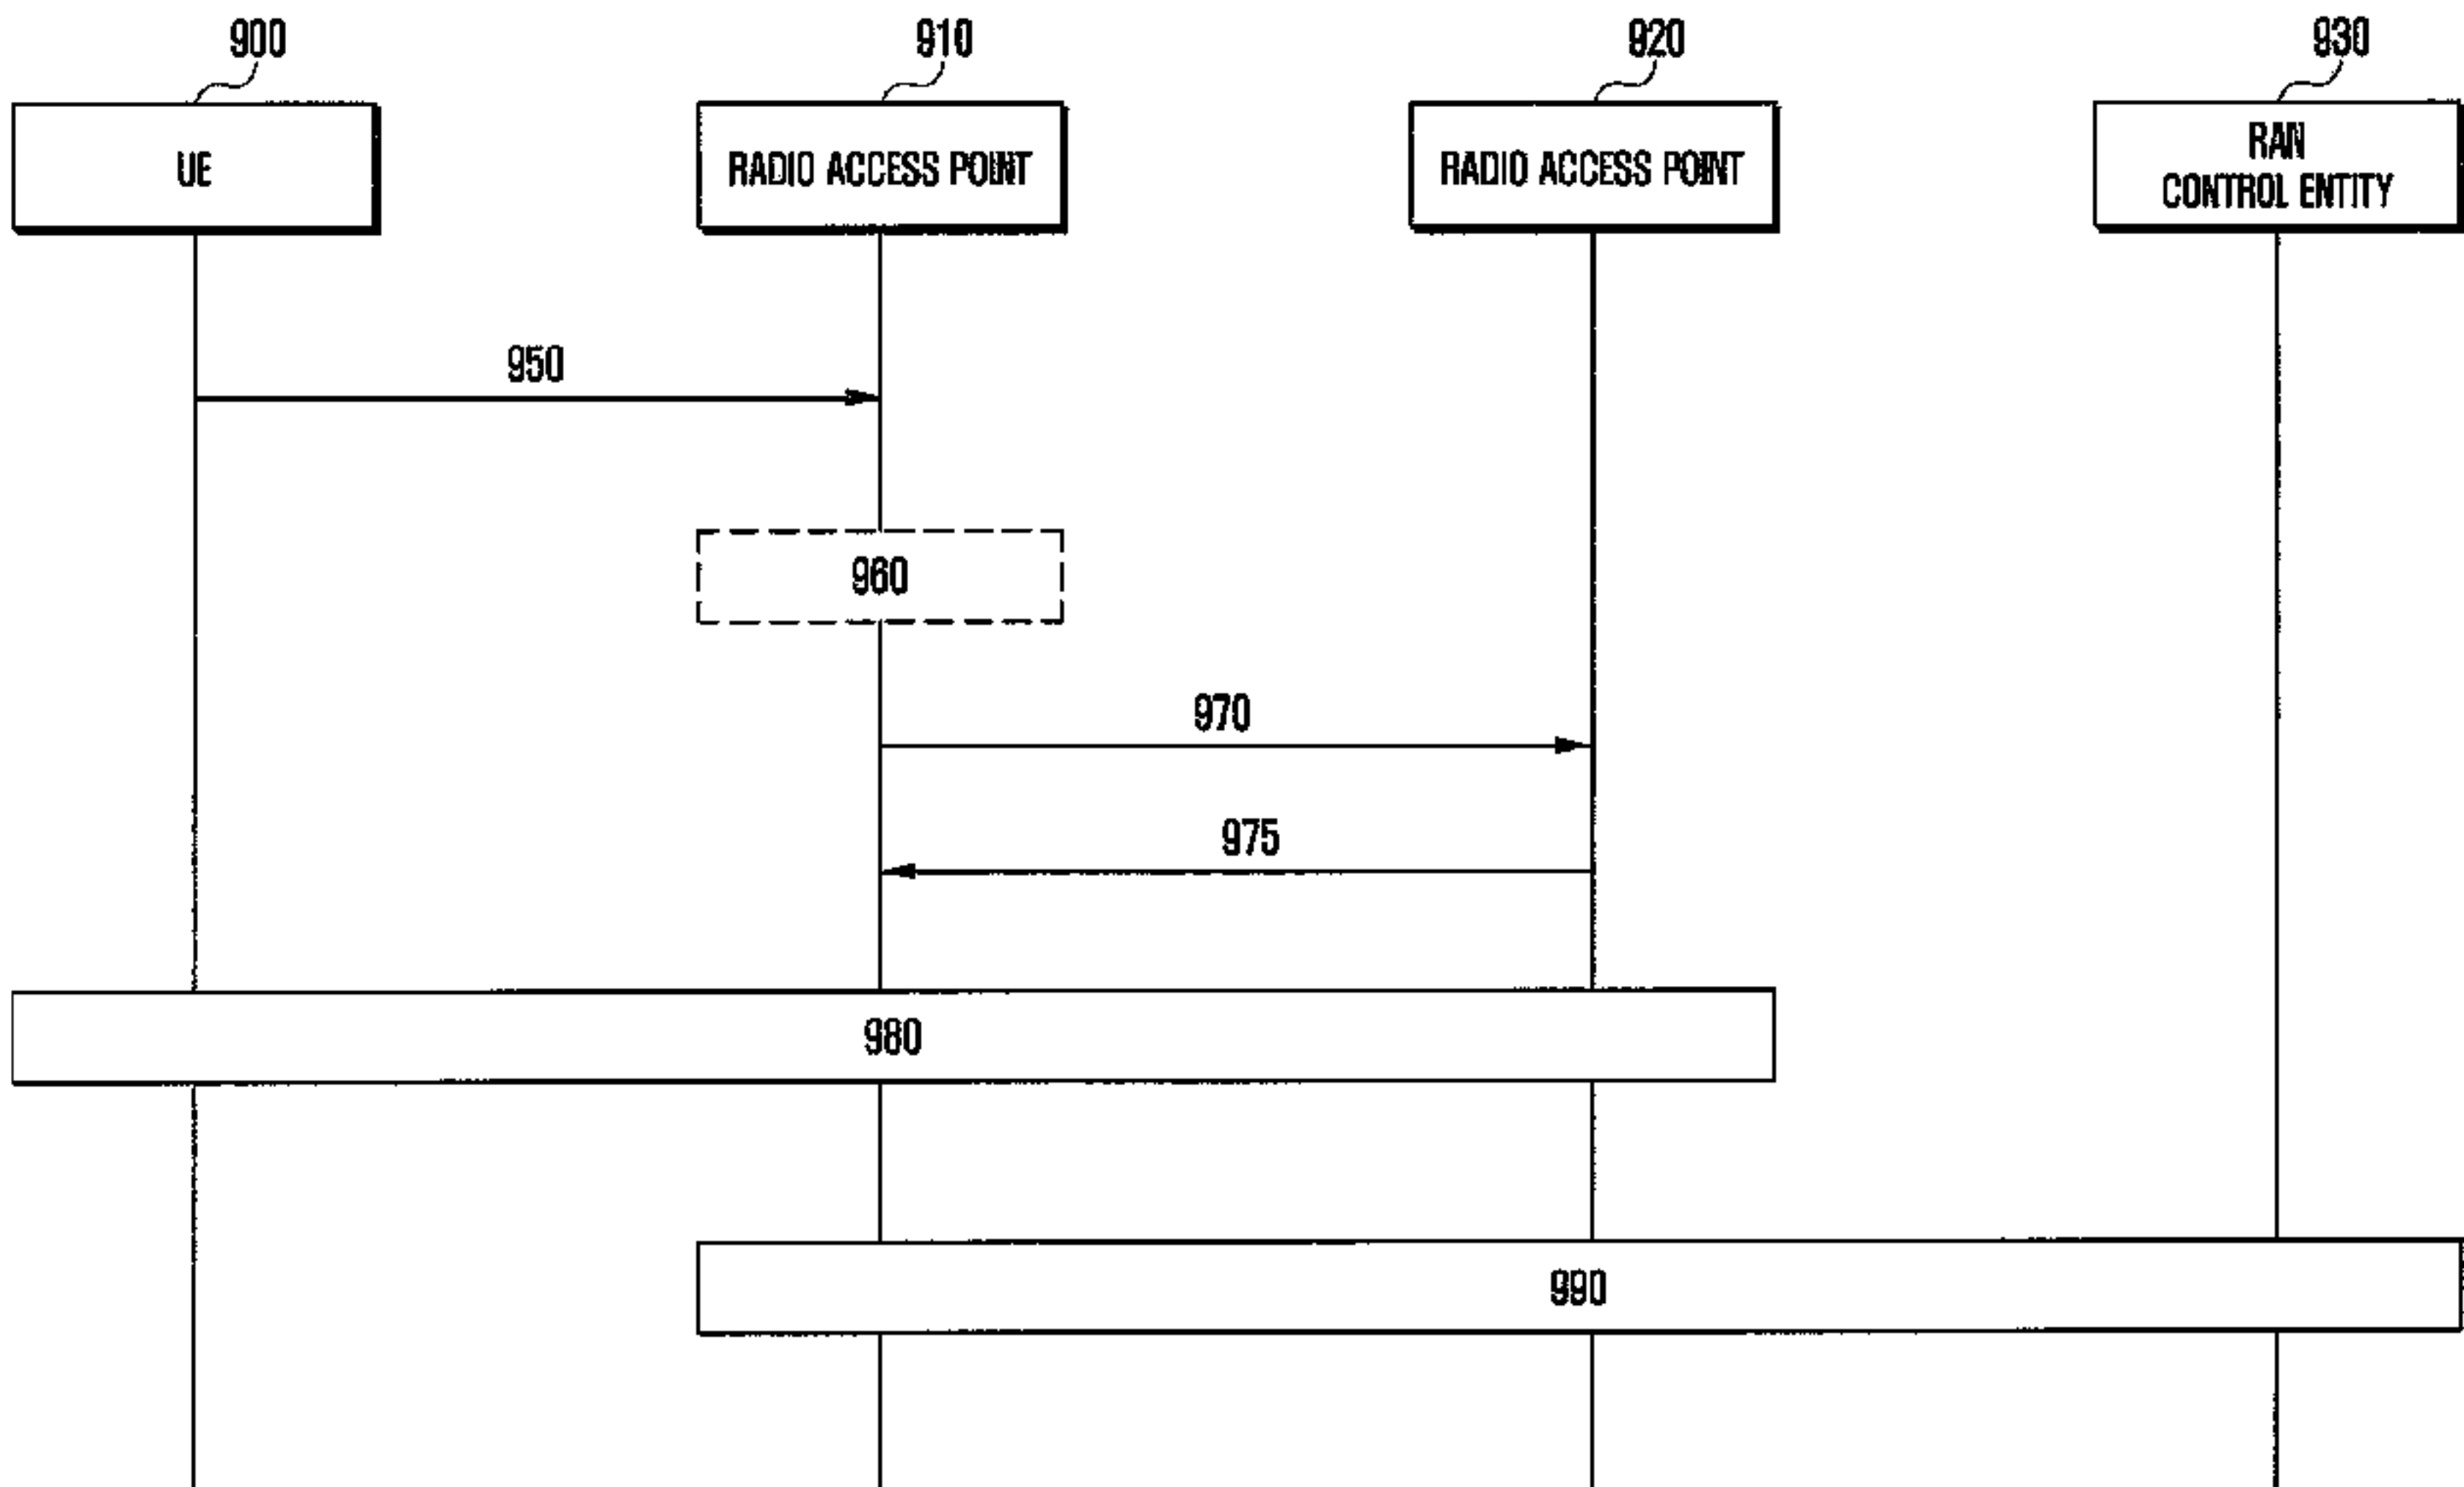 900
910
920
930
UE
RADIO ACCESS POINT
RADIO ACCESS POINT
RAN
CONTROL ENTITY
950
960
970
975
980
990